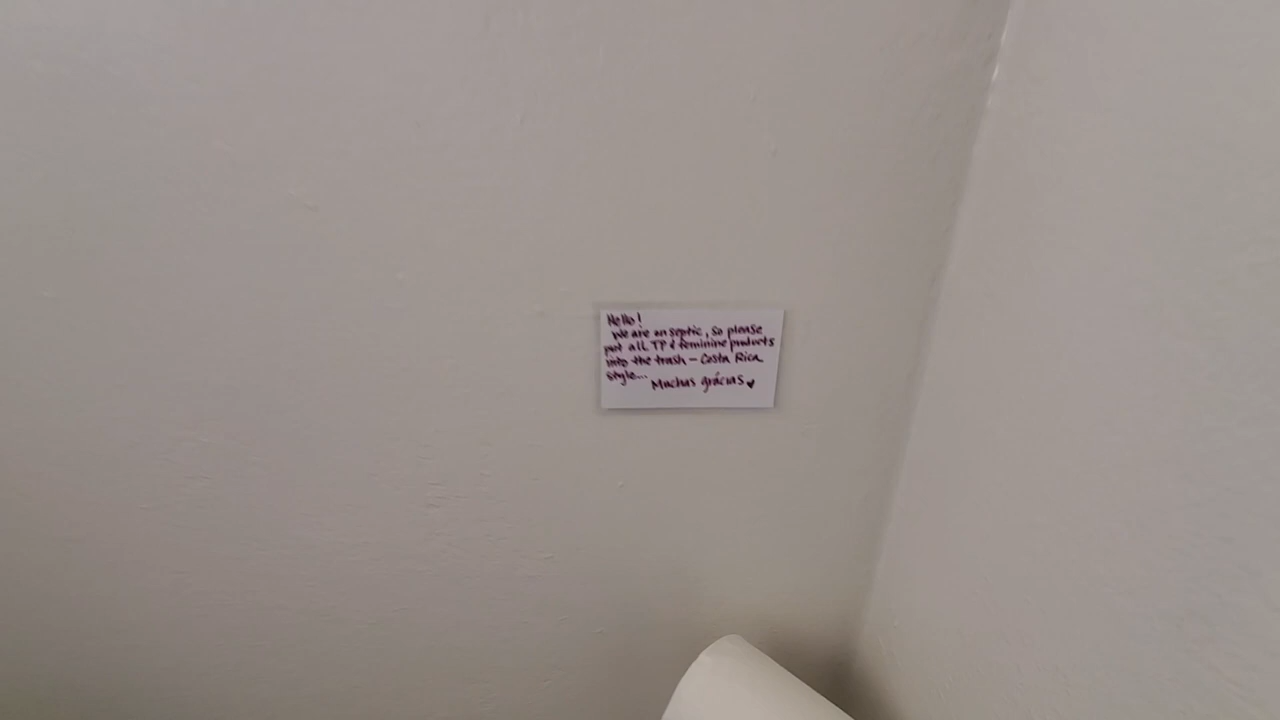 Hello!
We are on septic, so please
put all TP & feminine products
into the trash - Costa Rica
style...
Muchas grácias ♥